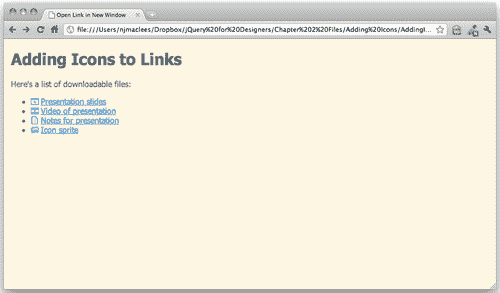 Open Link in New Window
file:///Users/njmaclees/Dropbox/jQuery%20for%20Designers/Chapter%202%20Files/Adding%20Icons/AddingI...
Adding Icons to Links
Here's a list of downloadable files:
Presentation slides
Video of presentation
Notes for presentation
Icon sprite